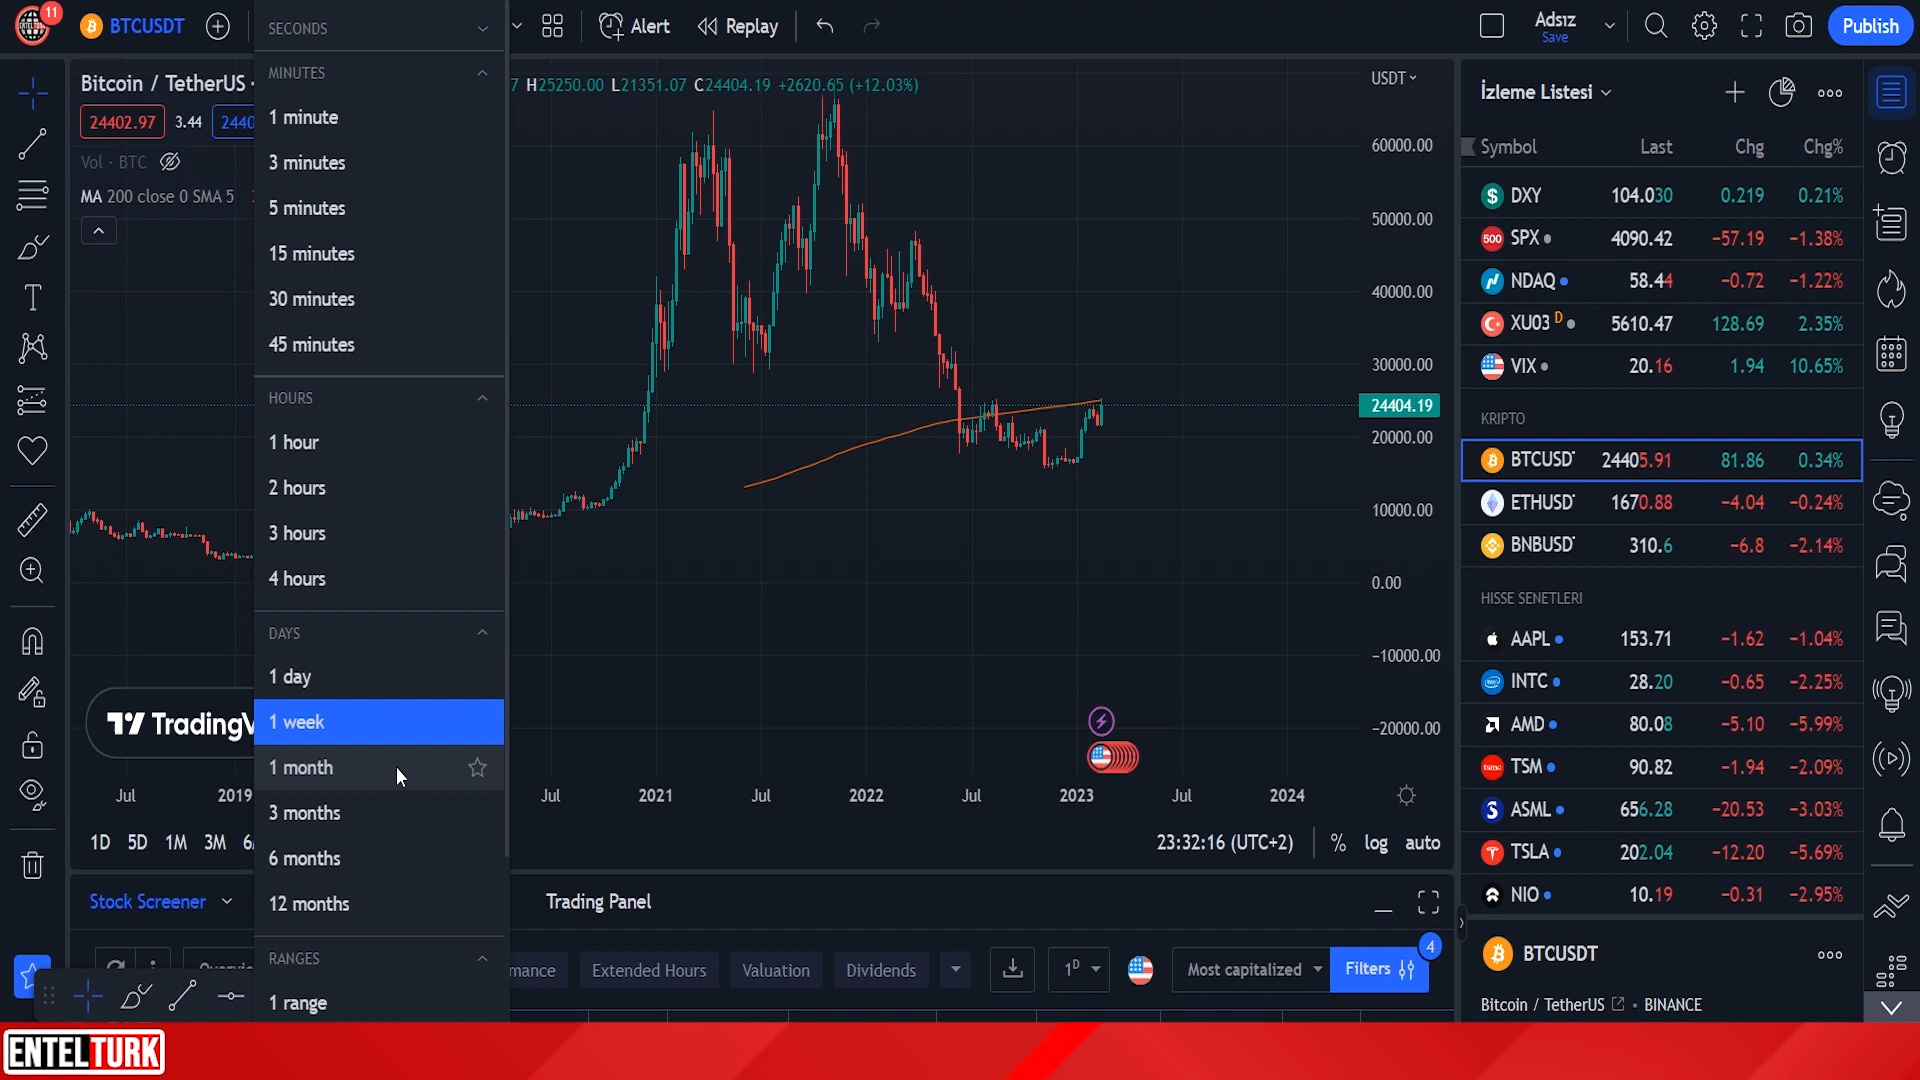 11
BTCUSDT
Alert
Replay
Adsız
Save
Publish
SECONDS
MINUTES
1 minute
3 minutes
5 minutes
15 minutes
30 minutes
45 minutes
HOURS
1 hour
2 hours
3 hours
4 hours
DAYS
1 day
1 week
1 month
3 months
6 months
12 months
RANGES
1 range
Bitcoin / TetherUS
7 H25250.00 L21351.07 C24404.19 +2620.65 (+12.03%)
24402.97 3.44 2440
Vol · BTC
MA 200 close 0 SMA 5
USDT
60000.00
50000.00
40000.00
30000.00
24404.19
20000.00
10000.00
0.00
−10000.00
−20000.00
Jul 2019 Jul 2021 Jul 2022 Jul 2023 Jul 2024
1D 5D 1M 3M
23:32:16 (UTC+2) % log auto
Stock Screener
Trading Panel
mance Extended Hours Valuation Dividends 1D Most capitalized Filters 4
İzleme Listesi
Symbol Last Chg Chg%
DXY 104.030 0.219 0.21%
500 SPX 4090.42 −57.19 −1.38%
NDAQ 58.44 −0.72 −1.22%
XU03 D 5610.47 128.69 2.35%
VIX 20.16 1.94 10.65%
KRIPTO
BTCUSD 24405.91 81.86 0.34%
ETHUSD 1670.88 −4.04 −0.24%
BNBUSD 310.6 −6.8 −2.14%
HISSE SENETLERI
AAPL 153.71 −1.62 −1.04%
intel INTC 28.20 −0.65 −2.25%
AMD 80.08 −5.10 −5.99%
tsmc TSM 90.82 −1.94 −2.09%
ASML 656.28 −20.53 −3.03%
TSLA 202.04 −12.20 −5.69%
NIO 10.19 −0.31 −2.95%
BTCUSDT
Bitcoin / TetherUS · BINANCE
ENTELTURK